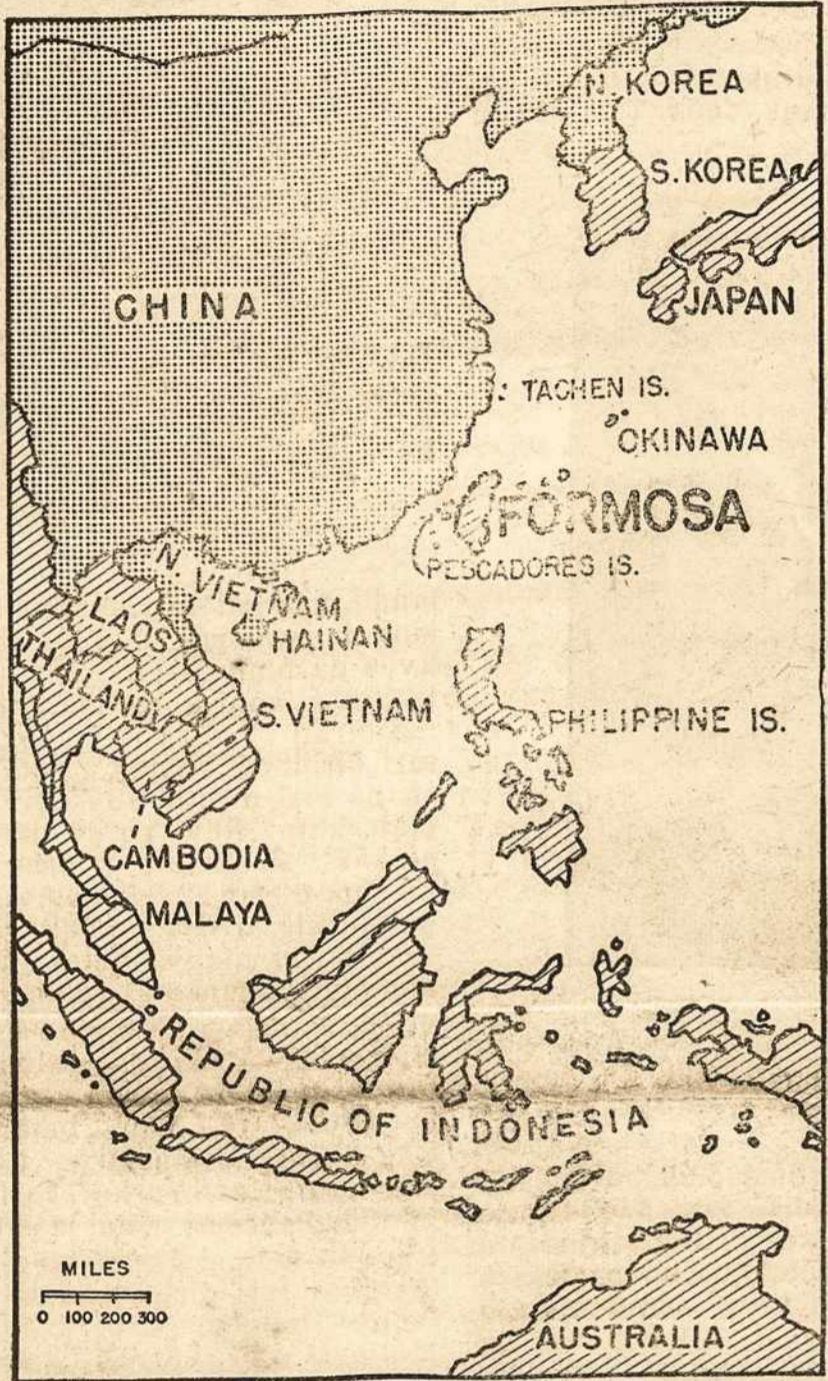 N. KOREA
S. KOREA
CHINA
JAPAN
TACHEN IS.
OKINAWA
FORMOSA
PESCADORES IS.
N. VIETNAM
LAOS
HAINAN
THAILAND
S. VIETNAM
PHILIPPINE IS.
CAMBODIA
MALAYA
REPUBLIC OF INDONESIA
MILES
0 100 200 300
AUSTRALIA